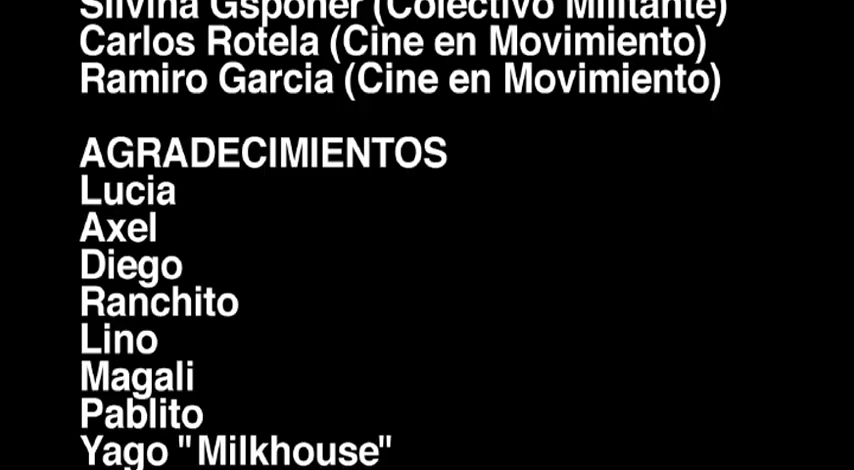 Silvina Gsponer (Colectivo Militante)
Carlos Rotela (Cine en Movimiento)
Ramiro Garcia (Cine en Movimiento)
AGRADECIMIENTOS
Lucia
Axel
Diego
Ranchito
Lino
Magali
Pablito
Yago "Milkhouse"